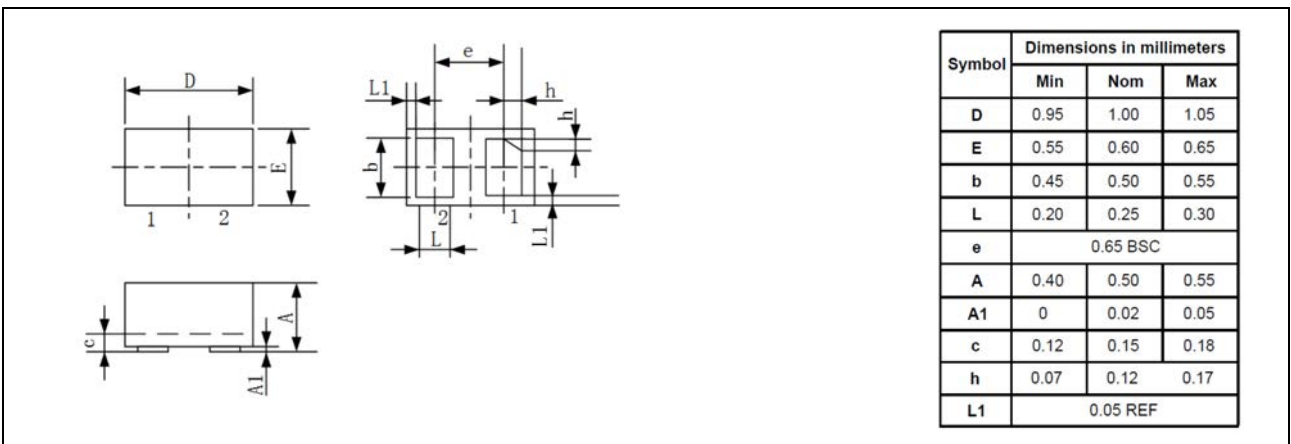 D
E
1 2
e
L1
h
h
b
2 1
L
L1
c
A
A1
Symbol Dimensions in millimeters
Min Nom Max
D 0.95 1.00 1.05
E 0.55 0.60 0.65
b 0.45 0.50 0.55
L 0.20 0.25 0.30
e 0.65 BSC
A 0.40 0.50 0.55
A1 0 0.02 0.05
c 0.12 0.15 0.18
h 0.07 0.12 0.17
L1 0.05 REF